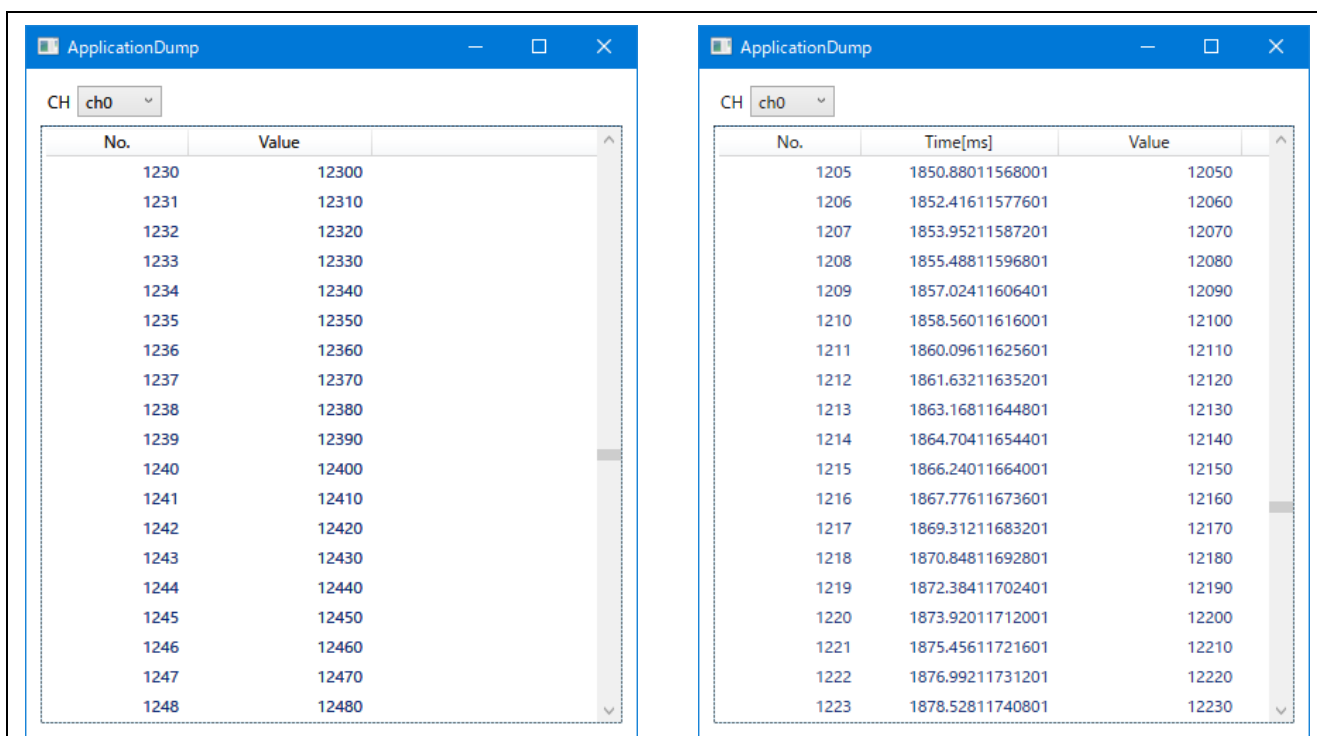 ApplicationDump
CH ch0
No. Value
1230 12300
1231 12310
1232 12320
1233 12330
1234 12340
1235 12350
1236 12360
1237 12370
1238 12380
1239 12390
1240 12400
1241 12410
1242 12420
1243 12430
1244 12440
1245 12450
1246 12460
1247 12470
1248 12480
ApplicationDump
CH ch0
No. Time[ms] Value
1205 1850.88011568001 12050
1206 1852.41611577601 12060
1207 1853.95211587201 12070
1208 1855.48811596801 12080
1209 1857.02411606401 12090
1210 1858.56011616001 12100
1211 1860.09611625601 12110
1212 1861.63211635201 12120
1213 1863.16811644801 12130
1214 1864.70411654401 12140
1215 1866.24011664001 12150
1216 1867.77611673601 12160
1217 1869.31211683201 12170
1218 1870.84811692801 12180
1219 1872.38411702401 12190
1220 1873.92011712001 12200
1221 1875.45611721601 12210
1222 1876.99211731201 12220
1223 1878.52811740801 12230